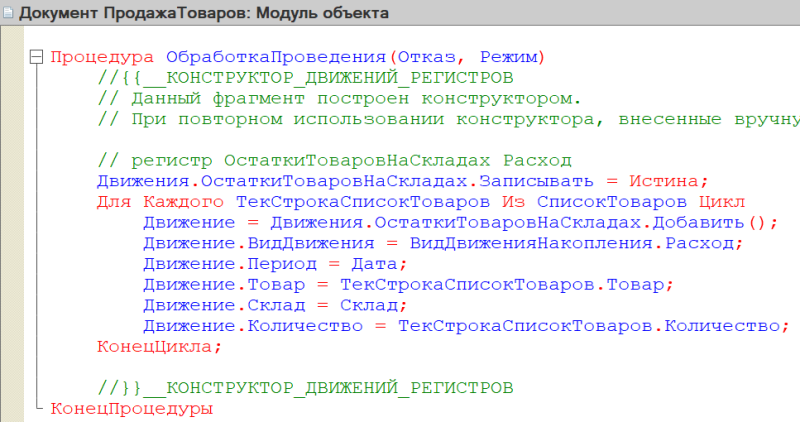 Документ ПродажаТоваров: Модуль объекта
Процедура ОбработкаПроведения(Отказ, Режим)
//{{__КОНСТРУКТОР_ДВИЖЕНИЙ_РЕГИСТРОВ
// Данный фрагмент построен конструктором.
// При повторном использовании конструктора, внесенные вручну
// регистр ОстаткиТоваровНаСкладах Расход
Движения.ОстаткиТоваровНаСкладах.Записывать = Истина;
Для Каждого ТекСтрокаСписокТоваров Из СписокТоваров Цикл
Движение = Движения.ОстаткиТоваровНаСкладах.Добавить();
Движение.ВидДвижения = ВидДвиженияНакопления.Расход;
Движение.Период = Дата;
Движение.Товар = ТекСтрокаСписокТоваров.Товар;
Движение.Склад = Склад;
Движение.Количество = ТекСтрокаСписокТоваров.Количество;
КонецЦикла;
//}}__КОНСТРУКТОР_ДВИЖЕНИЙ_РЕГИСТРОВ
КонецПроцедуры